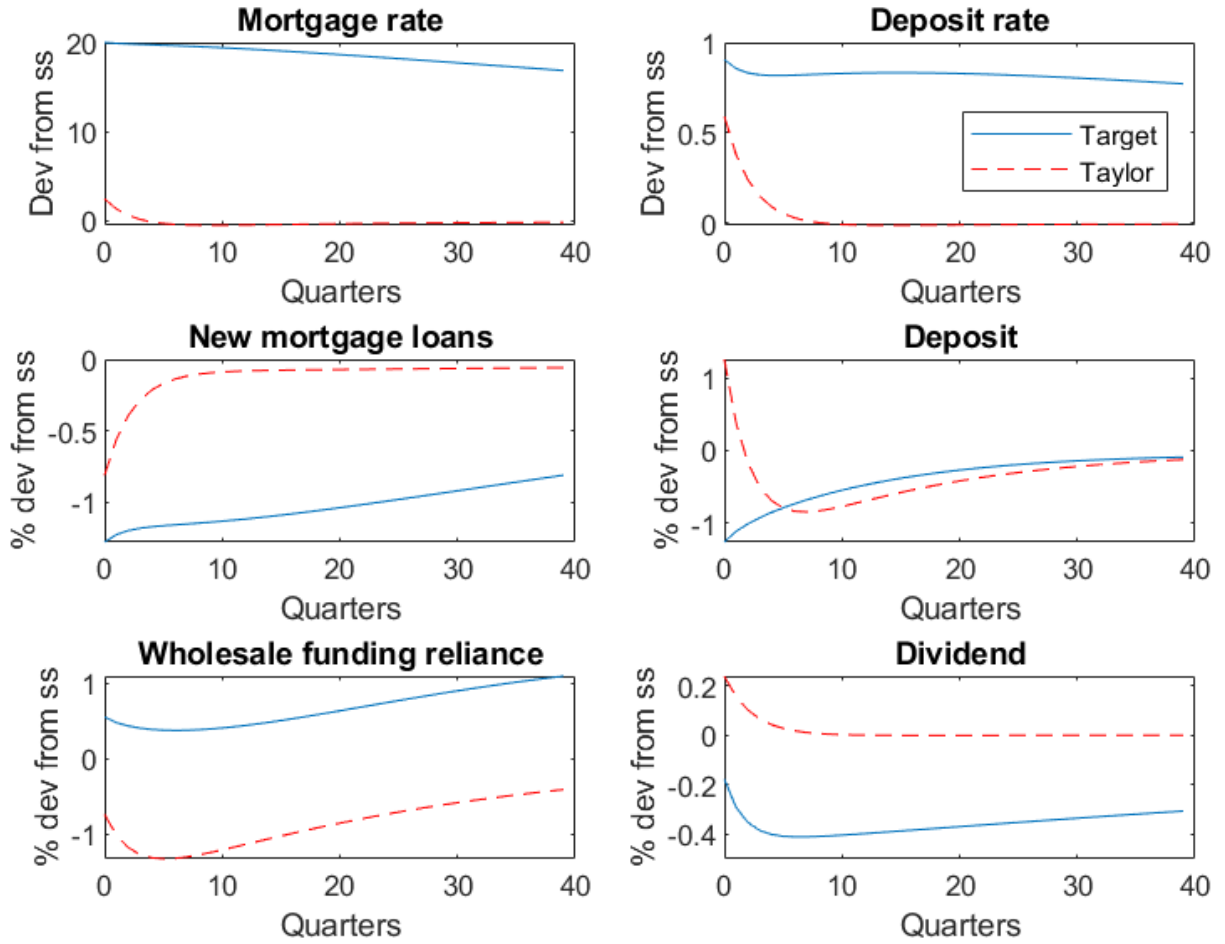 Mortgage rate
Dev from ss
20
10
0
0
10
20
30
40
Quarters
Deposit rate
Dev from ss
1
0.5
0
Target
Taylor
0
10
20
30
40
Quarters
New mortgage loans
% dev from ss
0
-0.5
-1
0
10
20
30
40
Quarters
Deposit
% dev from ss
1
0
-1
0
10
20
30
40
Quarters
Wholesale funding reliance
% dev from ss
1
0
-1
0
10
20
30
40
Quarters
Dividend
% dev from ss
0.2
0
-0.2
-0.4
0
10
20
30
40
Quarters